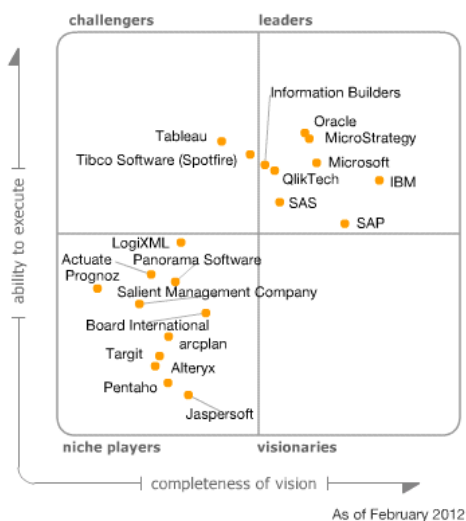 challengers
leaders
Information Builders
Oracle
Tableau
MicroStrategy
Tibco Software (Spotfire)
Microsoft
QlikTech
IBM
SAS
SAP
ability to execute
LogiXML
Actuate
Panorama Software
Prognoz
Salient Management Company
Board International
arcplan
Targit
Alteryx
Pentaho
Jaspersoft
niche players
visionaries
completeness of vision
As of February 2012